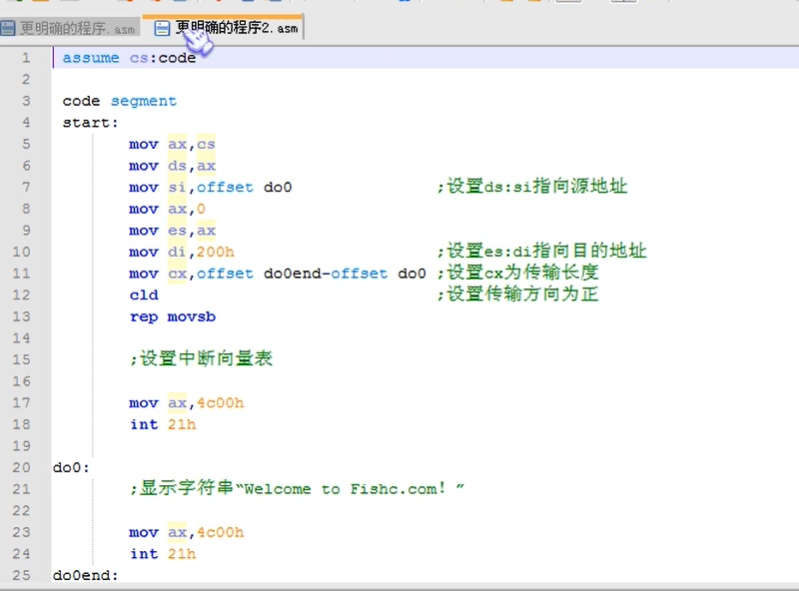 更明确的程序.asm
更明确的程序2.asm
1 assume cs:code
2
3 code segment
4 start:
5 mov ax,cs
6 mov ds,ax
7 mov si,offset do0 ;设置ds:si指向源地址
8 mov ax,0
9 mov es,ax
10 mov di,200h ;设置es:di指向目的地址
11 mov cx,offset do0end-offset do0 ;设置cx为传输长度
12 cld ;设置传输方向为正
13 rep movsb
14
15 ;设置中断向量表
16
17 mov ax,4c00h
18 int 21h
19
20 do0:
21 ;显示字符串“Welcome to Fishc.com！”
22
23 mov ax,4c00h
24 int 21h
25 do0end: